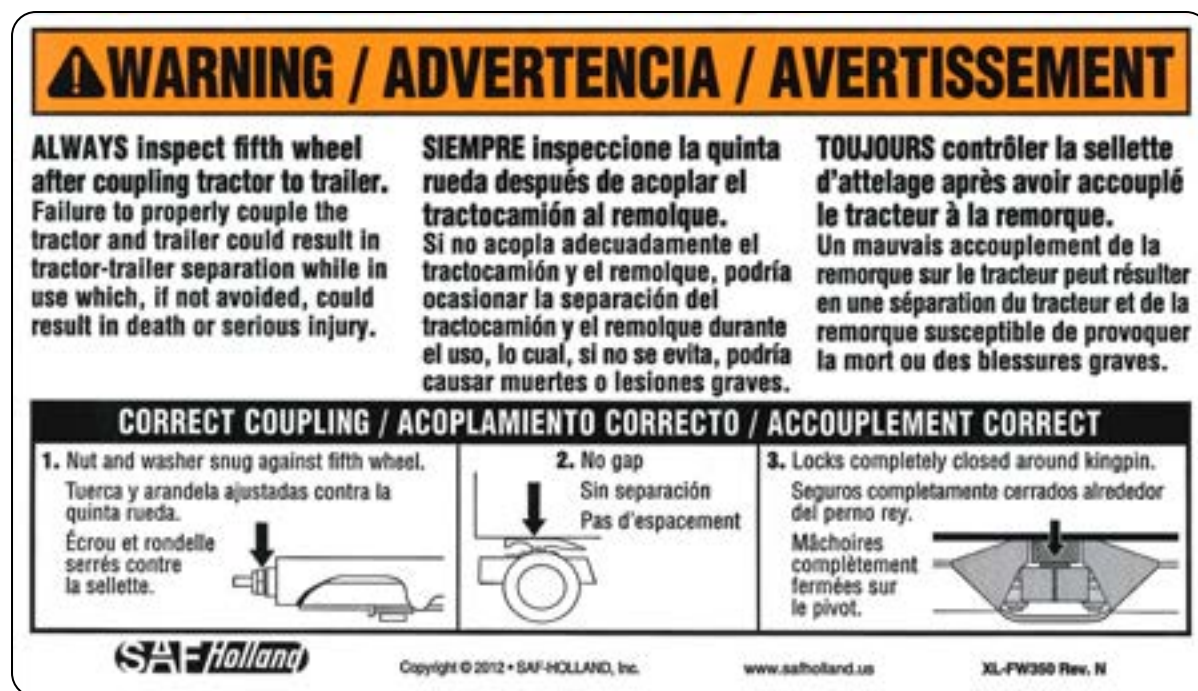 WARNING / ADVERTENCIA / AVERTISSEMENT
ALWAYS inspect fifth wheel
after coupling tractor to trailer.
Failure to properly couple the
tractor and trailer could result in
tractor-trailer separation while in
use which, if not avoided, could
result in death or serious injury.
SIEMPRE inspeccione la quinta
rueda después de acoplar el
tractocamión al remolque.
Si no acopla adecuadamente el
tractocamión y el remolque, podría
ocasionar la separación del
tractocamión y el remolque durante
el uso, lo cual, si no se evita, podría
causar muertes o lesiones graves.
TOUJOURS contrôler la sellette
d'attelage après avoir accouplé
le tracteur à la remorque.
Un mauvais accouplement de la
remorque sur le tracteur peut résulter
en une séparation du tracteur et de la
remorque susceptible de provoquer
la mort ou des blessures graves.
CORRECT COUPLING / ACOPLAMIENTO CORRECTO / ACCOUPLEMENT CORRECT
1. Nut and washer snug against fifth wheel.
Tuerca y arandela ajustadas contra la
quinta rueda.
Écrou et rondelle
serrés contre
la sellette.
2. No gap
Sin separación
Pas d'espacement
3. Locks completely closed around kingpin.
Seguros completamente cerrados alrededor
del perno rey.
Mâchoires
complètement
fermées sur
le pivot.
SAF Holland
Copyright © 2012 • SAF-HOLLAND, Inc.
www.safholland.us
XL-FW350 Rev. N